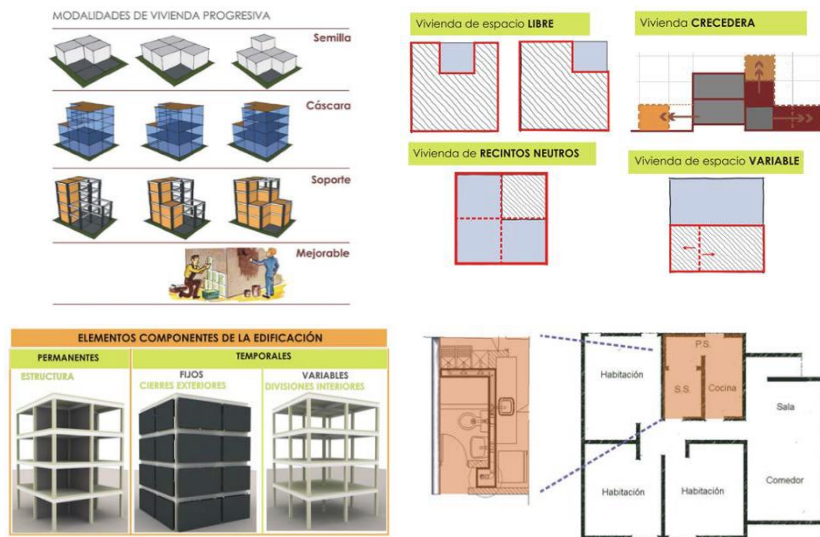 MODALIDADES DE VIVIENDA PROGRESIVA
Semilla
Cáscara
Soporte
Mejorable
Vivienda de espacio LIBRE
Vivienda CRECEDERA
Vivienda de RECINTOS NEUTROS
Vivienda de espacio VARIABLE
ELEMENTOS COMPONENTES DE LA EDIFICACIÓN
PERMANENTES
TEMPORALES
ESTRUCTURA
FIJOS
CIERRES EXTERIORES
VARIABLES
DIVISIONES INTERIORES
P.S.
Habitación
S.S.
Cocina
Sala
Habitación
Habitación
Comedor